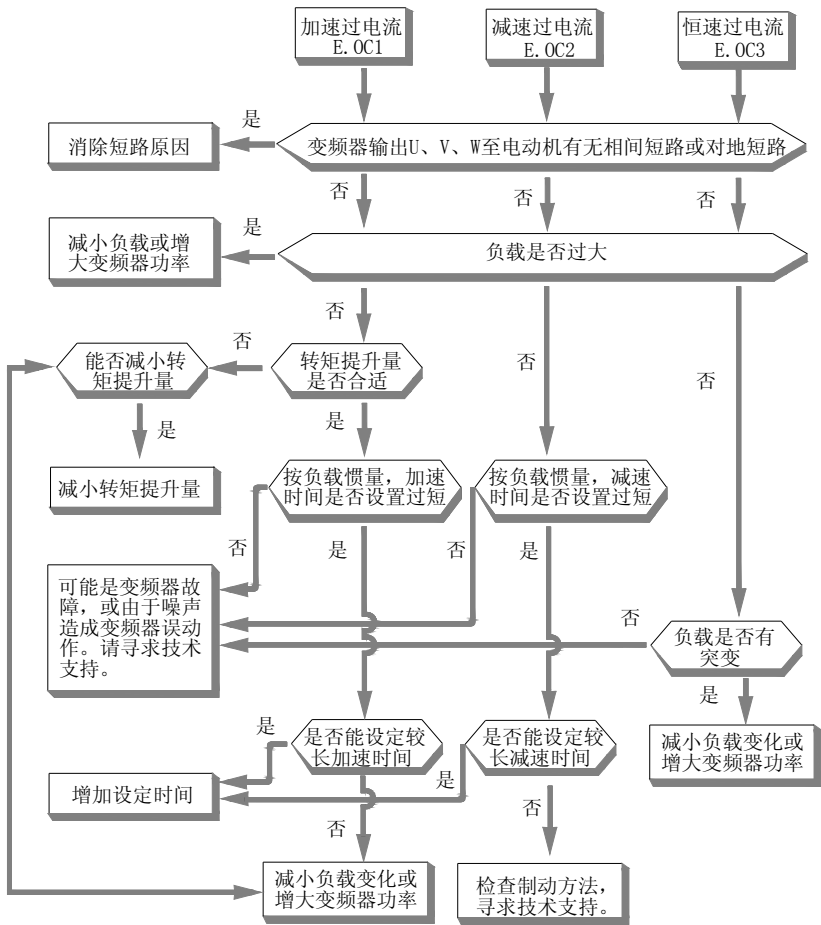 加速过电流
E.OC1
减速过电流
E.OC2
恒速过电流
E.OC3
是
消除短路原因
变频器输出U、V、W至电动机有无相间短路或对地短路
否
否
否
是
减小负载或增
大变频器功率
负载是否过大
否
否
否
否
能否减小转
矩提升量
转矩提升量
是否合适
是
是
减小转矩提升量
按负载惯量，加速
时间是否设置过短
按负载惯量，减速
时间是否设置过短
否
是
否
是
可能是变频器故
障，或由于噪声
造成变频器误动
作。请寻求技术
支持。
否
负载是否有
突变
是
是
是否能设定较
长加速时间
是否能设定较
长减速时间
减小负载变化或
增大变频器功率
增加设定时间
是
否
否
减小负载变化或
增大变频器功率
检查制动方法，
寻求技术支持。